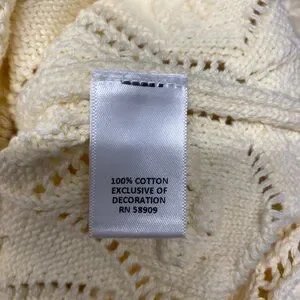 100% COTTON
EXCLUSIVE OF
DECORATION
RN 58909